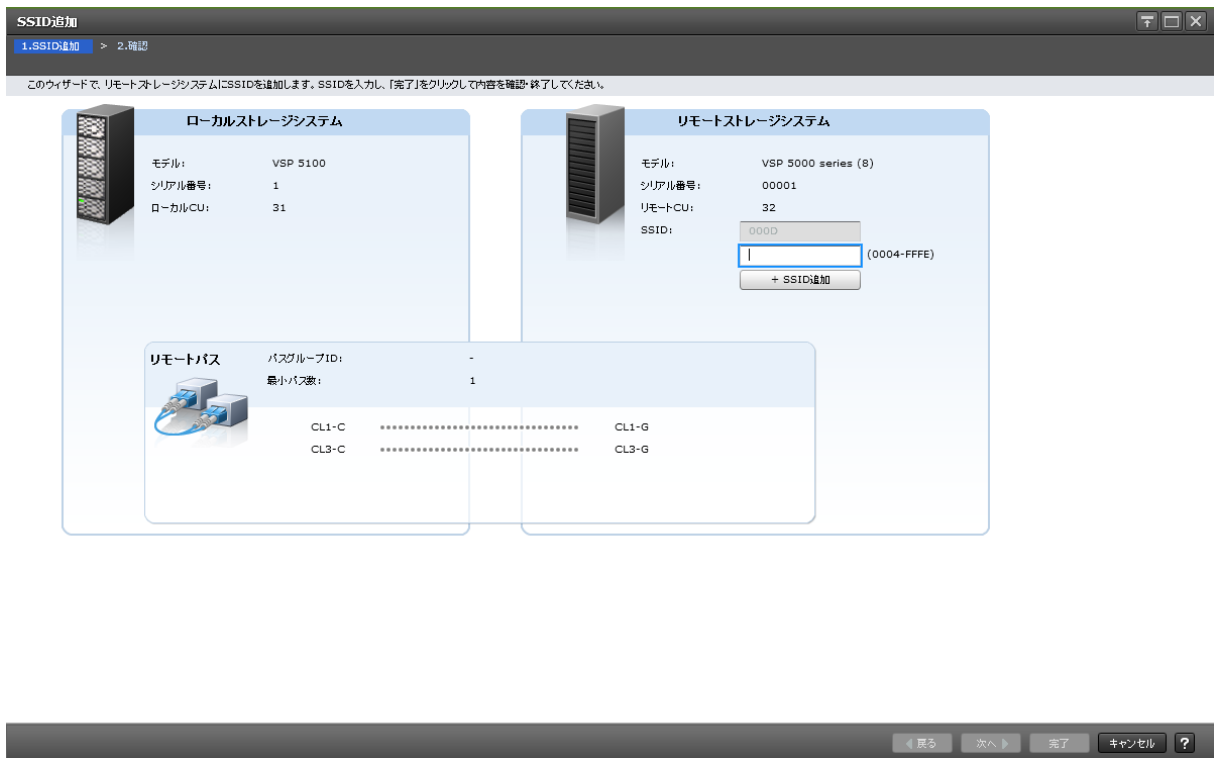 SSID追加
1.SSID追加 > 2.確認
このウィザードで、リモートストレージシステムにSSIDを追加します。SSIDを入力し、「完了」をクリックして内容を確認・終了してください。
ローカルストレージシステム
モデル: VSP 5100
シリアル番号: 1
ローカルCU: 31
リモートストレージシステム
モデル: VSP 5000 series (8)
シリアル番号: 00001
リモートCU: 32
SSID: 000D
(0004-FFFE)
+ SSID追加
リモートパス
パスグループID: -
最小パス数: 1
CL1-C CL1-G
CL3-C CL3-G
戻る 次へ 完了 キャンセル ?